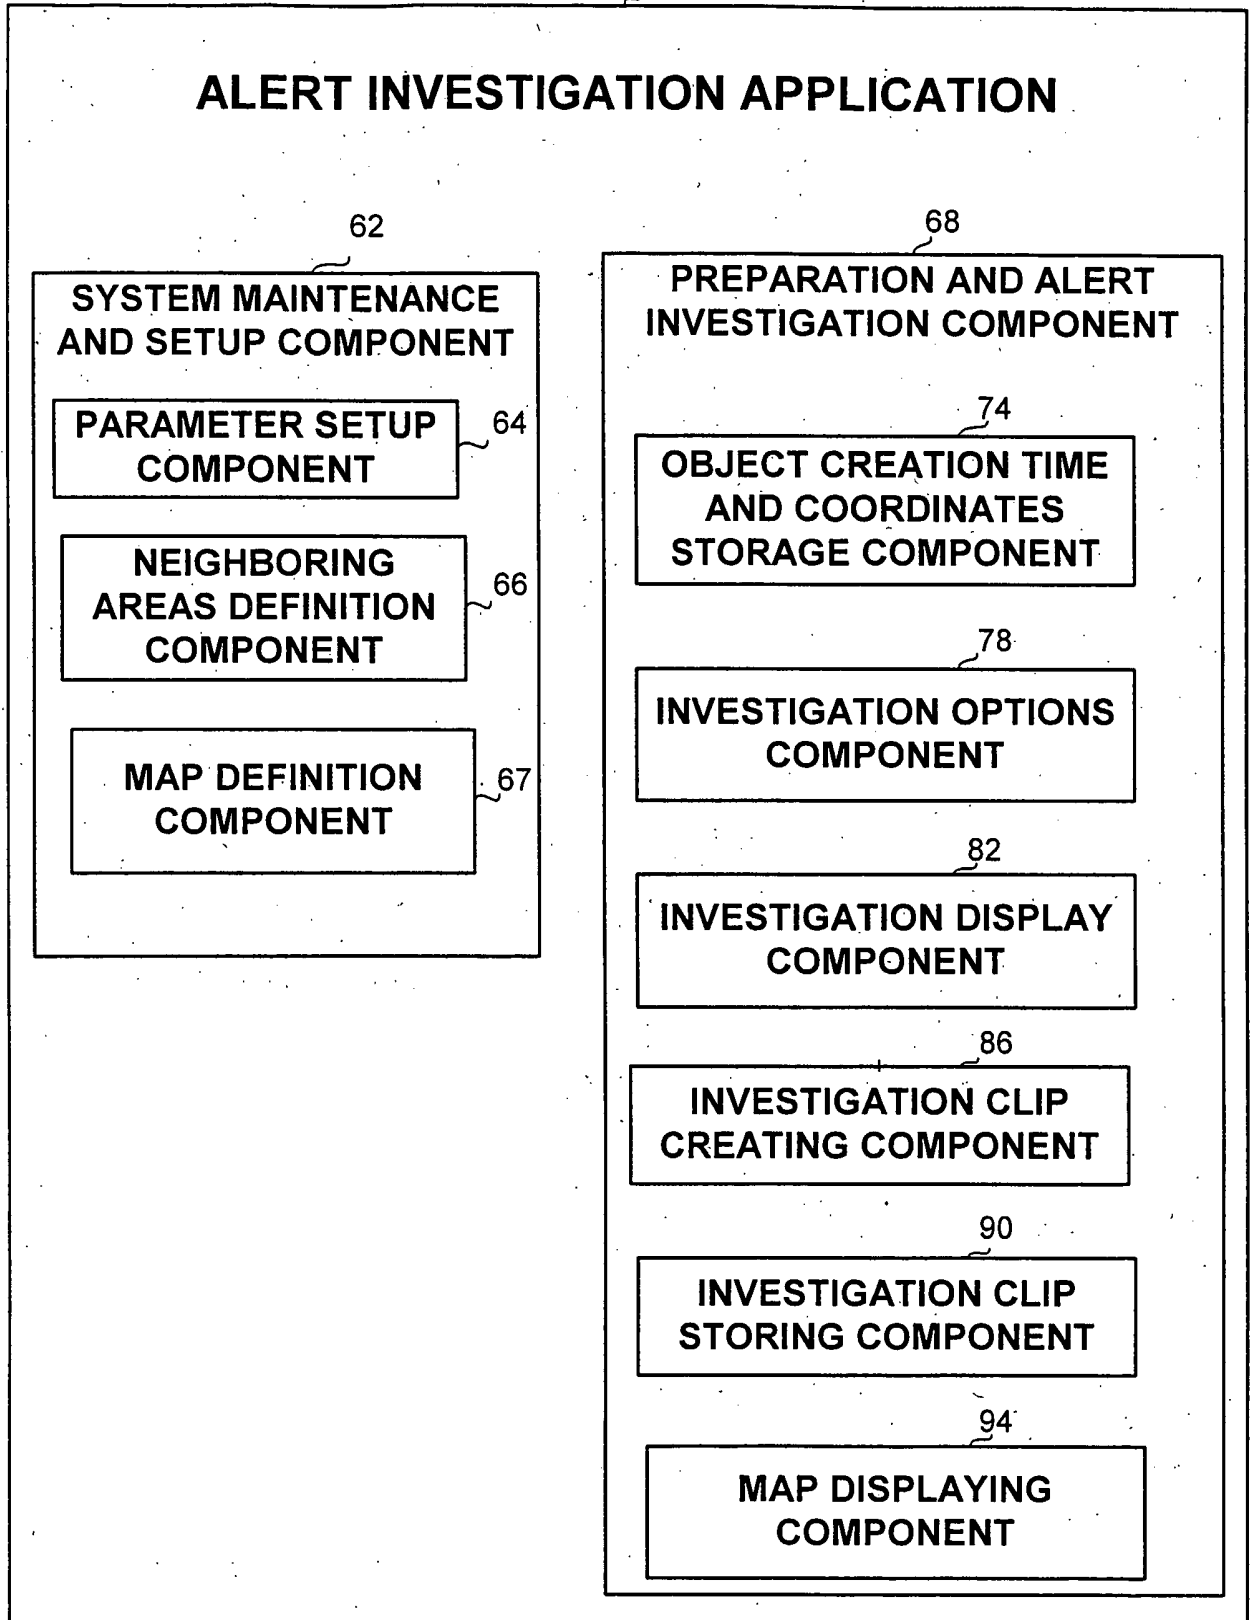 ALERT INVESTIGATION APPLICATION
62
SYSTEM MAINTENANCE
AND SETUP COMPONENT
PARAMETER SETUP
COMPONENT
64
NEIGHBORING
AREAS DEFINITION
COMPONENT
66
MAP DEFINITION
COMPONENT
67
68
PREPARATION AND ALERT
INVESTIGATION COMPONENT
74
OBJECT CREATION TIME
AND COORDINATES
STORAGE COMPONENT
78
INVESTIGATION OPTIONS
COMPONENT
82
INVESTIGATION DISPLAY
COMPONENT
86
INVESTIGATION CLIP
CREATING COMPONENT
90
INVESTIGATION CLIP
STORING COMPONENT
94
MAP DISPLAYING
COMPONENT